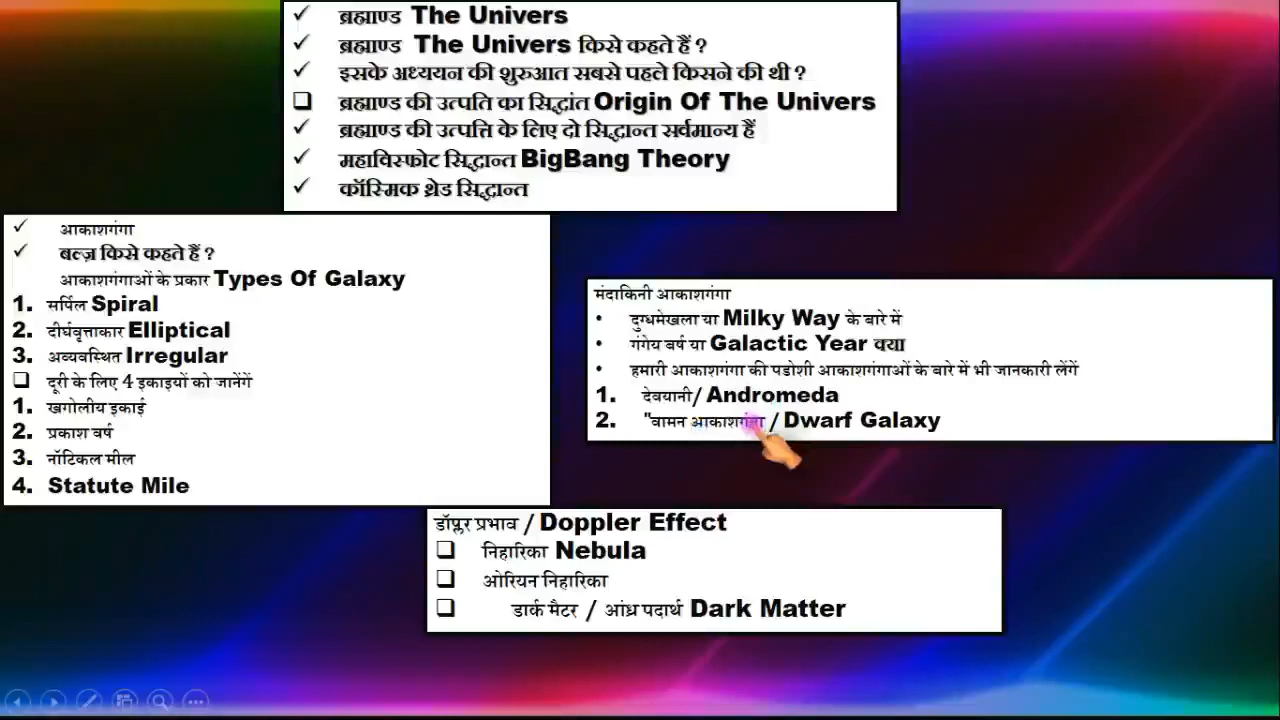 ब्रह्माण्ड The Univers
ब्रह्माण्ड The Univers किसे कहते हैं ?
इसके अध्ययन की शुरुआत सबसे पहले किसने की थी ?
ब्रह्माण्ड की उत्पति का सिद्धांत Origin Of The Univers
ब्रह्माण्ड की उत्पत्ति के लिए दो सिद्धान्त सर्वमान्य हैं
महाविस्फोट सिद्धान्त BigBang Theory
कॉस्मिक थ्रेड सिद्धान्त
आकाशगंगा
बल्ज़ किसे कहते हैं ?
आकाशगंगाओं के प्रकार Types Of Galaxy
1. सर्पिल Spiral
2. दीर्घवृत्ताकार Elliptical
3. अव्यवस्थित Irregular
दूरी के लिए 4 इकाइयों को जानेंगें
1. खगोलीय इकाई
2. प्रकाश वर्ष
3. नॉटिकल मील
4. Statute Mile
मंदाकिनी आकाशगंगा
• दुग्धमेखला या Milky Way के बारे में
• गंगेय बर्ष या Galactic Year क्या
• हमारी आकाशगंगा की पडोशी आकाशगंगाओं के बारे में भी जानकारी लेंगें
1. देवयानी/ Andromeda
2. "वामन आकाशगंगा / Dwarf Galaxy
डॉप्लर प्रभाव / Doppler Effect
निहारिका Nebula
ओरियन निहारिका
डार्क मैटर / आंध्र पदार्थ Dark Matter